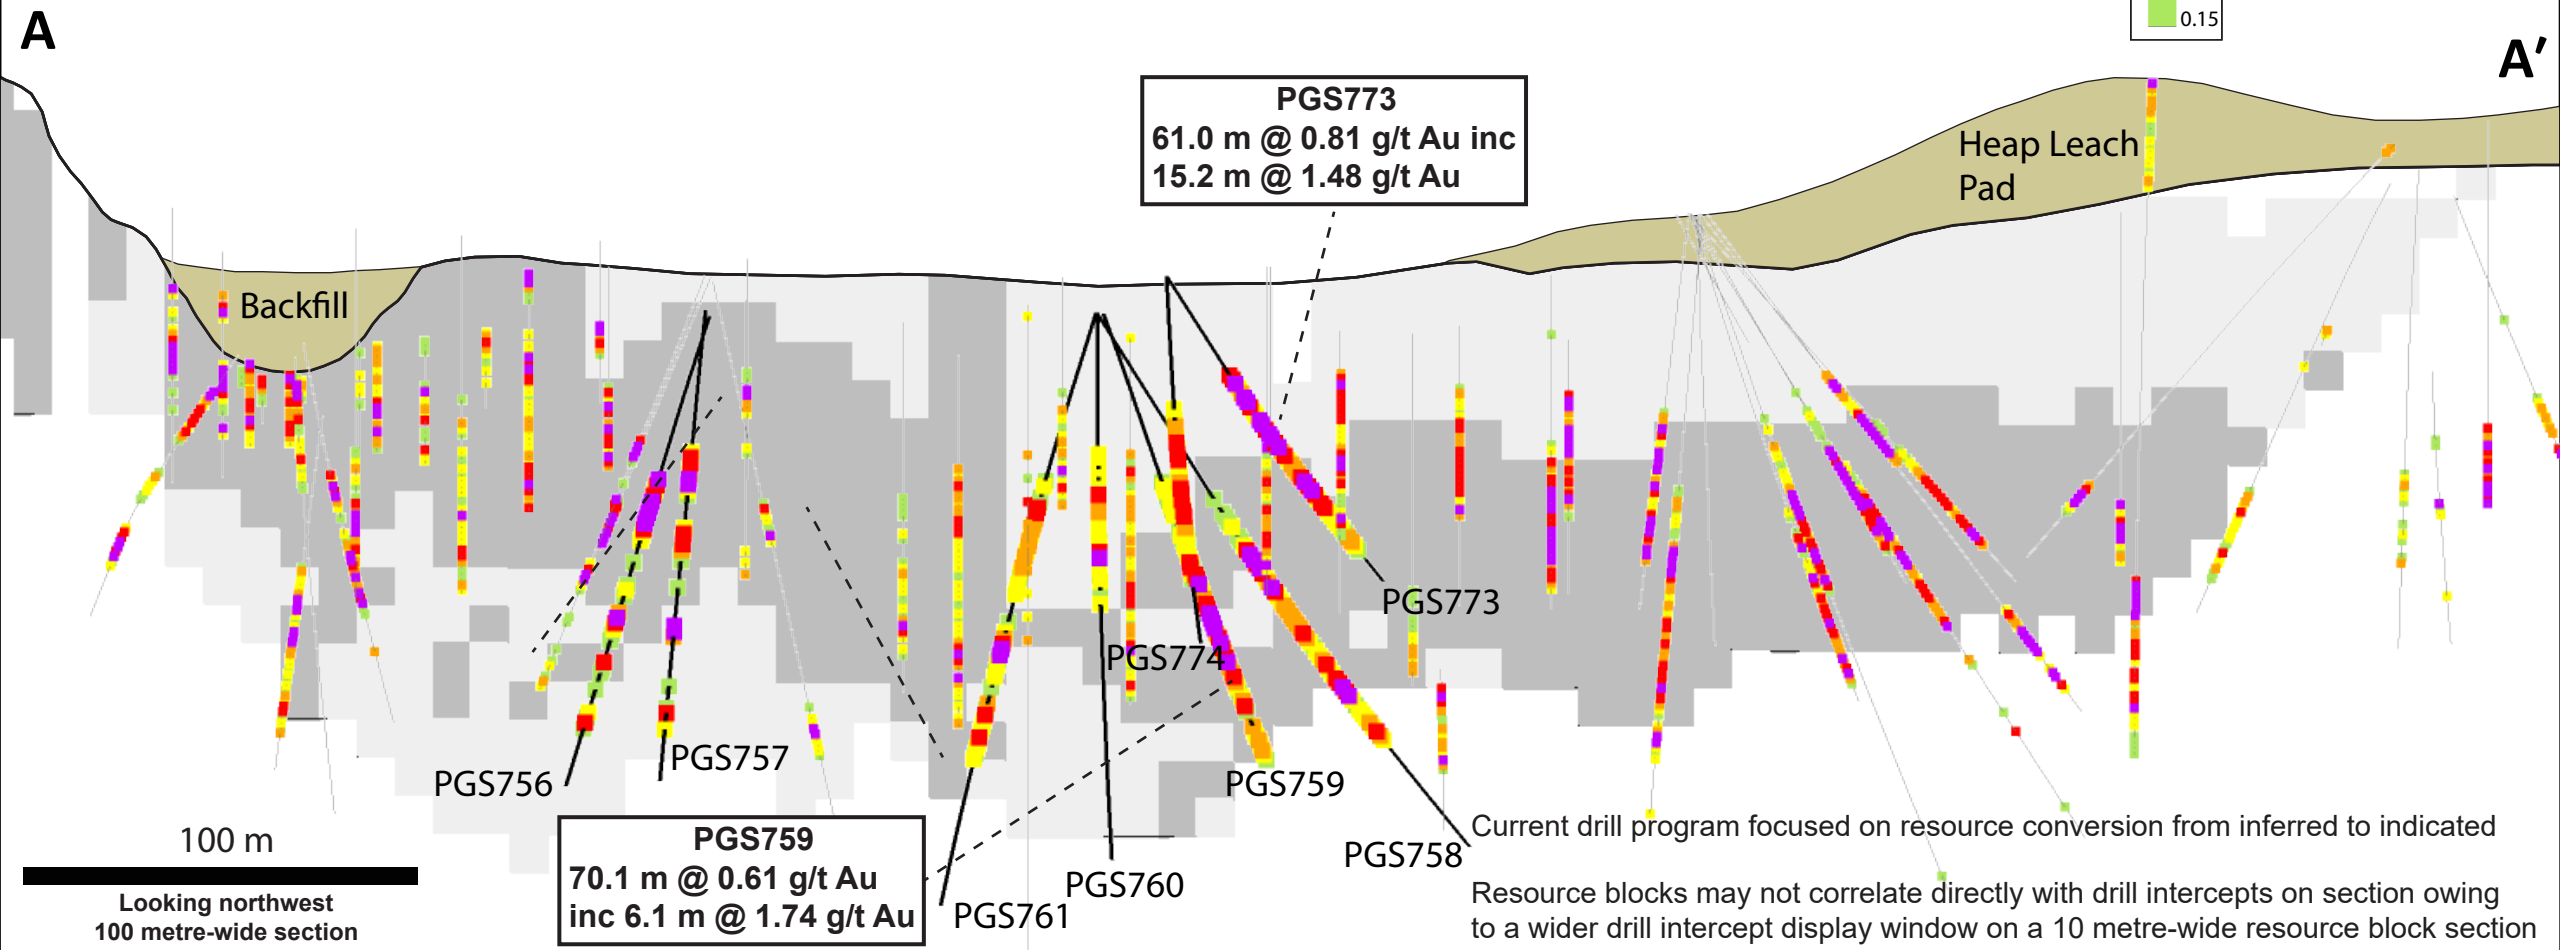 A
0.15
A′
PGS773
61.0 m @ 0.81 g/t Au inc
15.2 m @ 1.48 g/t Au
Heap Leach
Pad
Backfill
PGS773
PGS774
PGS757
PGS756
PGS759
PGS759
70.1 m @ 0.61 g/t Au
inc 6.1 m @ 1.74 g/t Au
PGS758
PGS760
PGS761
100 m
Looking northwest
100 metre-wide section
Current drill program focused on resource conversion from inferred to indicated
Resource blocks may not correlate directly with drill intercepts on section owing
to a wider drill intercept display window on a 10 metre-wide resource block section